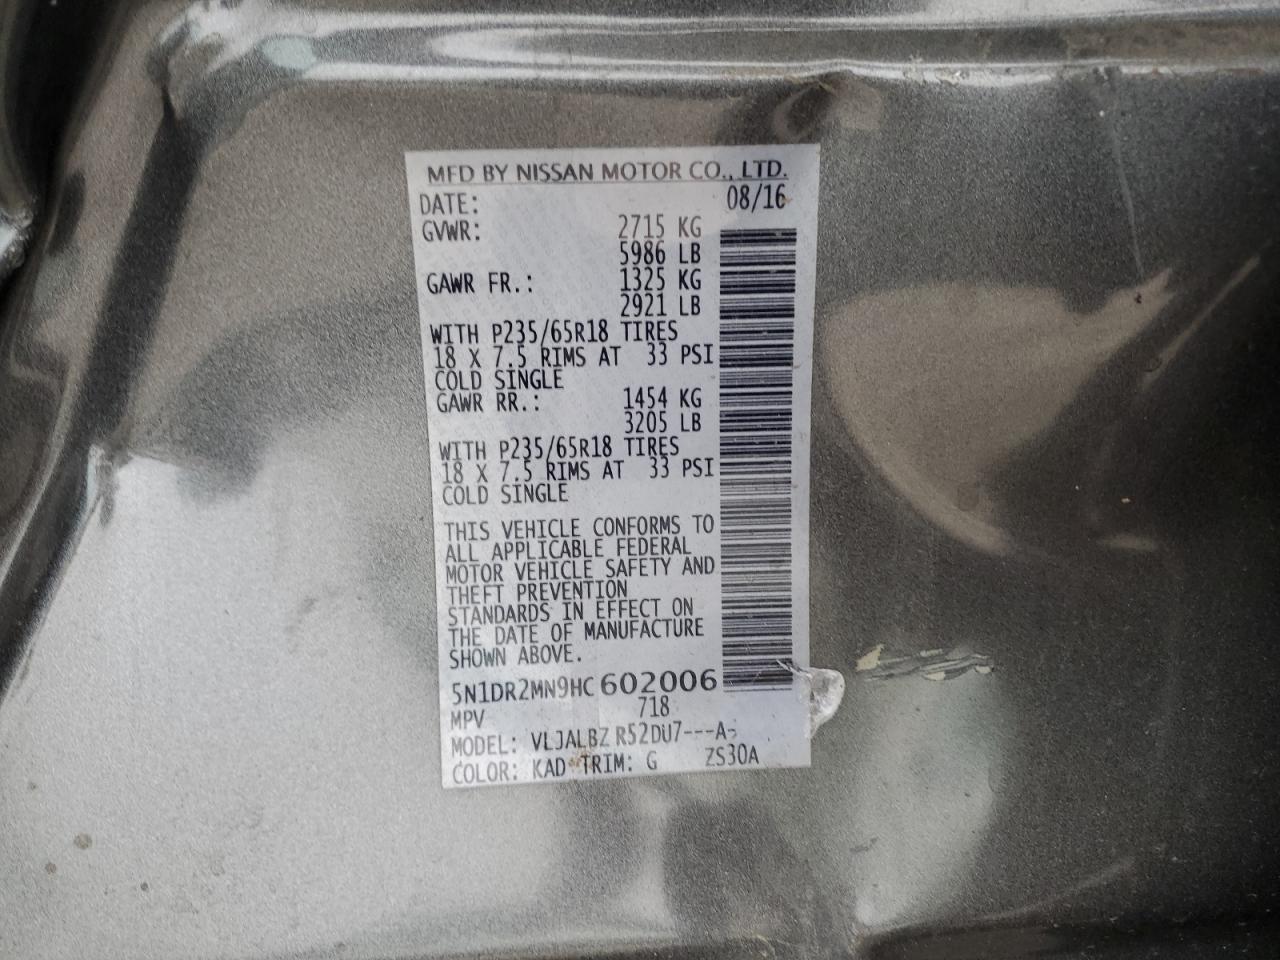 MFD BY NISSAN MOTOR CO., LTD.
DATE: 08/16
GVWR: 2715 KG
5986 LB
GAWR FR.: 1325 KG
2921 LB
WITH P235/65R18 TIRES
18 X 7.5 RIMS AT 33 PSI
COLD SINGLE
GAWR RR.: 1454 KG
3205 LB
WITH P235/65R18 TIRES
18 X 7.5 RIMS AT 33 PSI
COLD SINGLE
THIS VEHICLE CONFORMS TO
ALL APPLICABLE FEDERAL
MOTOR VEHICLE SAFETY AND
THEFT PREVENTION
STANDARDS IN EFFECT ON
THE DATE OF MANUFACTURE
SHOWN ABOVE.
5N1DR2MN9HC602006
MPV 718
MODEL: VLJALBZ R52DU7---A-
COLOR: KAD TRIM: G ZS30A